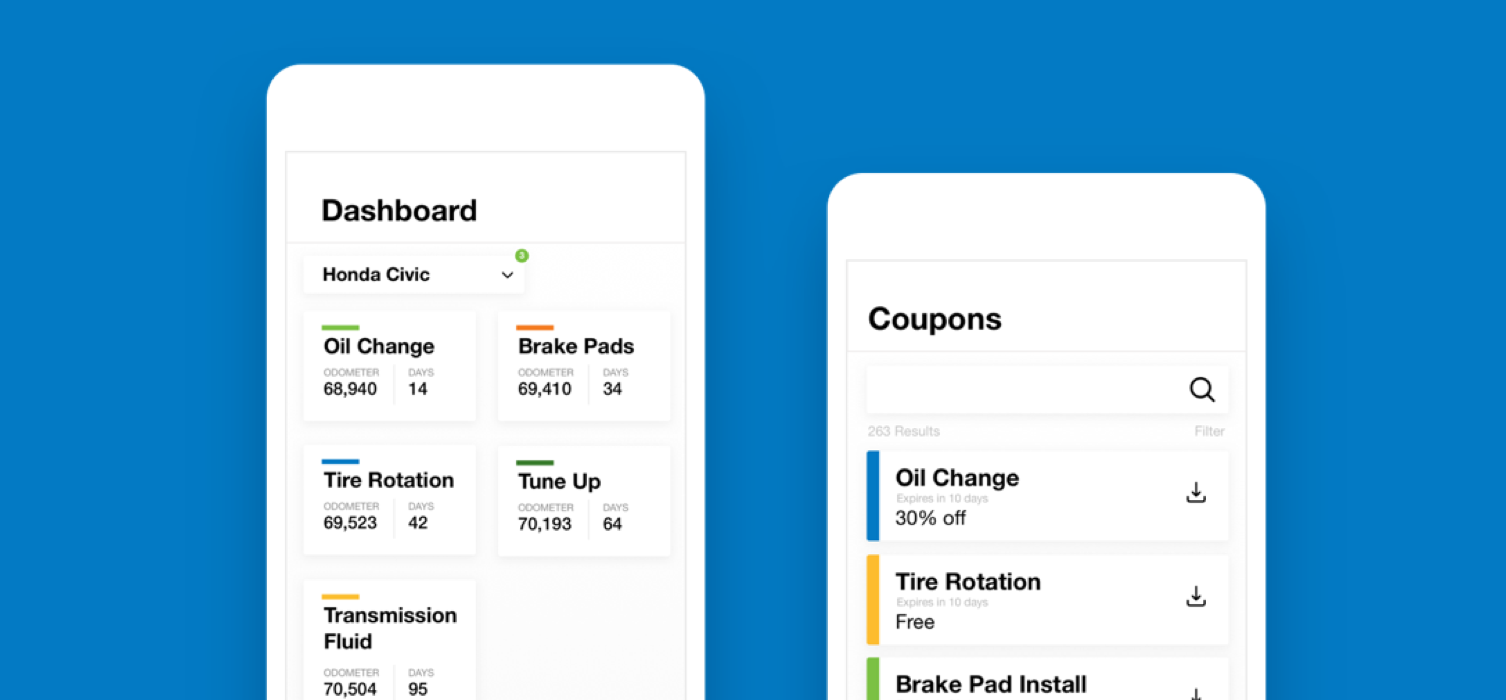 Dashboard
Honda Civic
3
Oil Change
ODOMETER DAYS
68,940 14
Brake Pads
ODOMETER DAYS
69,410 34
Tire Rotation
ODOMETER DAYS
69,523 42
Tune Up
ODOMETER DAYS
70,193 64
Transmission
Fluid
ODOMETER DAYS
70,504 95
Coupons
263 Results Filter
Oil Change
Expires in 10 days
30% off
Tire Rotation
Expires in 10 days
Free
Brake Pad Install